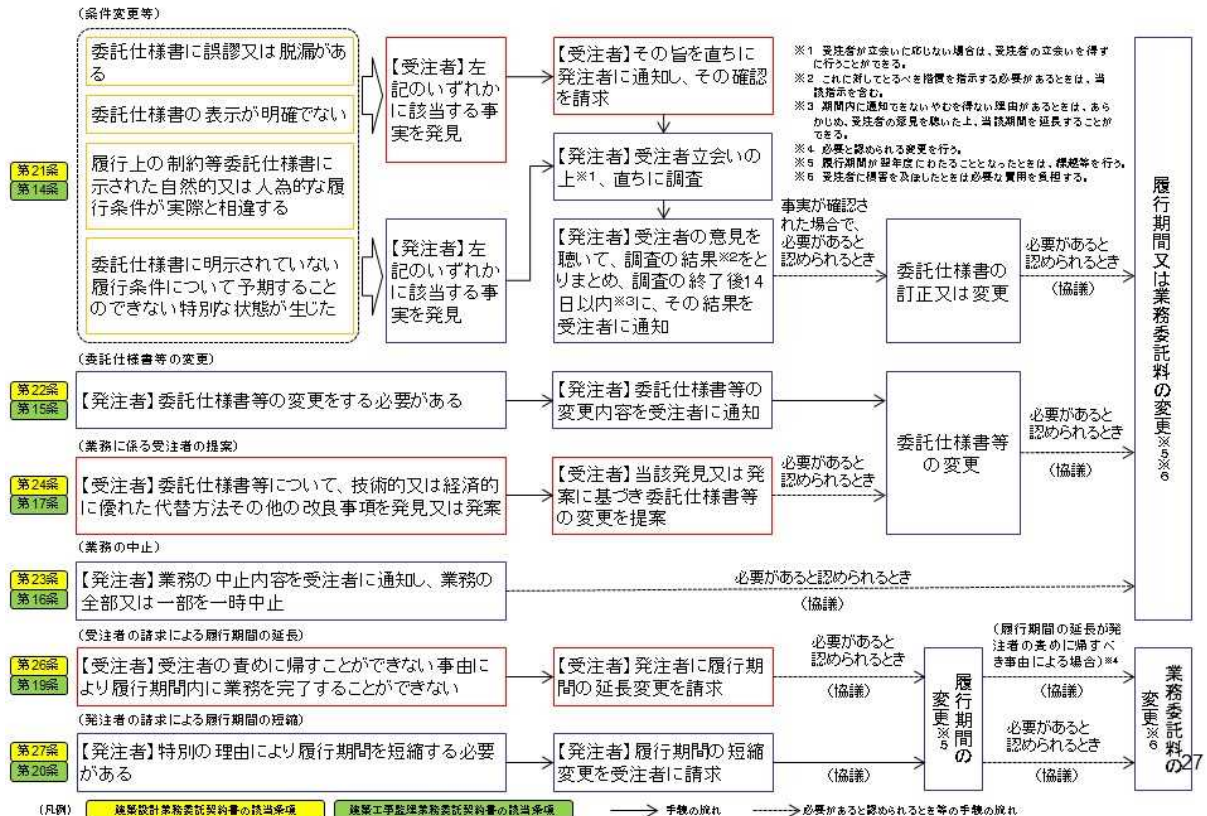 (条件変更等)
委託仕様書に誤謬又は脱漏があ
る
委託仕様書の表示が明確でない
履行上の制約等委託仕様書に
示された自然的又は人為的な履
行条件が実際と相違する
委託仕様書に明示されていない
履行条件について予期すること
のできない特別な状態が生じた
第21条
第14条
【受注者】左
記のいずれか
に該当する事
実を発見
【発注者】左
記のいずれか
に該当する事
実を発見
【受注者】その旨を直ちに
発注者に通知し、その確認
を請求
【発注者】受注者立会いの
上※1、直ちに調査
【発注者】受注者の意見を
聴いて、調査の結果※2をと
りまとめ、調査の終了後14
日以内※3に、その結果を
受注者に通知
※1 受注者が立会いに応じない場合は、受注者の立会いを得ず
に行うことができる。
※2 これに対してとるべき措置を指示する必要があるときは、当
該指示を含む。
※3 期間内に通知できないやむを得ない理由があるときは、あら
かじめ、受注者の意見を聴いた上、当該期間を延長することが
できる。
※4 必要と認められる変更を行う。
※5 履行期間が翌年度にわたることとなったときは、繰越等を行う。
※6 受注者に損害を及ぼしたときは必要な費用を負担する。
事実が確認さ
れた場合で、
必要があると
認められるとき
委託仕様書の
訂正又は変更
必要があると
認められるとき
(協議)
履行期間又は業務委託料の変更※5※6
(委託仕様書等の変更)
第22条
第15条
【発注者】委託仕様書等の変更をする必要がある
【発注者】委託仕様書等の
変更内容を受注者に通知
委託仕様書等
の変更
必要があると
認められるとき
(協議)
(業務に係る受注者の提案)
第24条
第17条
【受注者】委託仕様書等について、技術的又は経済的
に優れた代替方法その他の改良事項を発見又は発案
【受注者】当該発見又は発
案に基づき委託仕様書等
の変更を提案
必要があると
認められるとき
(業務の中止)
第23条
第16条
【発注者】業務の中止内容を受注者に通知し、業務の
全部又は一部を一時中止
必要があると認められるとき
(協議)
(受注者の請求による履行期間の延長)
第26条
第19条
【受注者】受注者の責めに帰すことができない事由に
より履行期間内に業務を完了することができない
【受注者】発注者に履行期
間の延長変更を請求
必要があると
認められるとき
(協議)
履行期間の
変更※5
(履行期間の延長が発
注者の責めに帰すべ
き事由による場合)※4
業務委託料の
変更※6
(発注者の請求による履行期間の短縮)
第27条
第20条
【発注者】特別の理由により履行期間を短縮する必要
がある
【発注者】履行期間の短縮
変更を受注者に請求
(協議)
必要があると
認められるとき
(協議)
27
(凡例)
建築設計業務委託契約書の該当条項
建築工事監理業務委託契約書の該当条項
手続の流れ
必要があると認められるとき等の手続の流れ